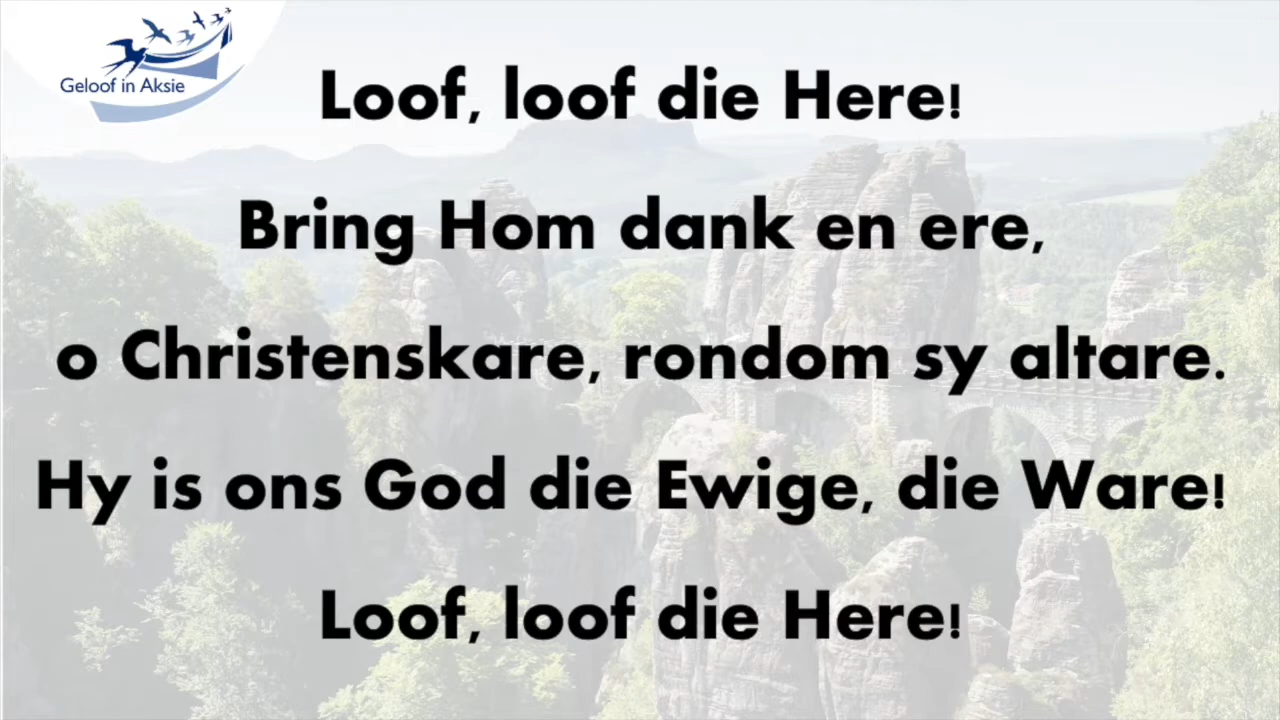 Geloof in Aksie
Loof, loof die Here!
Bring Hom dank en ere,
o Christenskare, rondom sy altare.
Hy is ons God die Ewige, die Ware!
Loof, loof die Here!